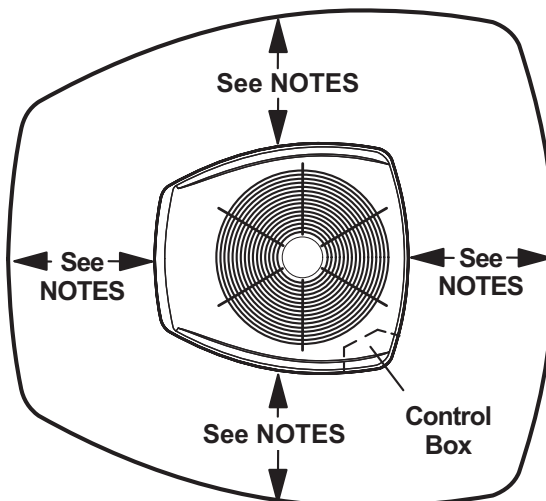 See NOTES
See
NOTES
See
NOTES
See NOTES
Control
Box